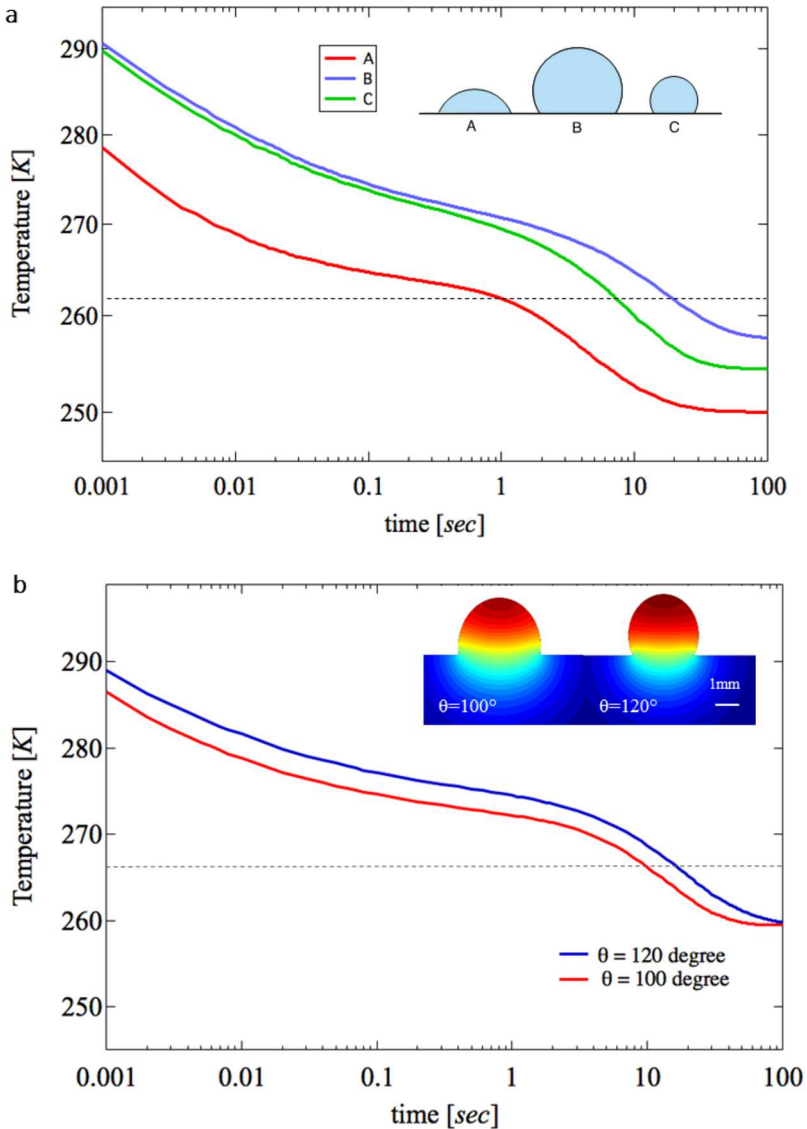 a
A
B
C
A
B
C
290
280
270
260
250
Temperature [K]
0.001
0.01
0.1
1
10
100
time [sec]
b
θ=100°
θ=120°
1mm
290
280
270
260
250
Temperature [K]
θ = 120 degree
θ = 100 degree
0.001
0.01
0.1
1
10
100
time [sec]